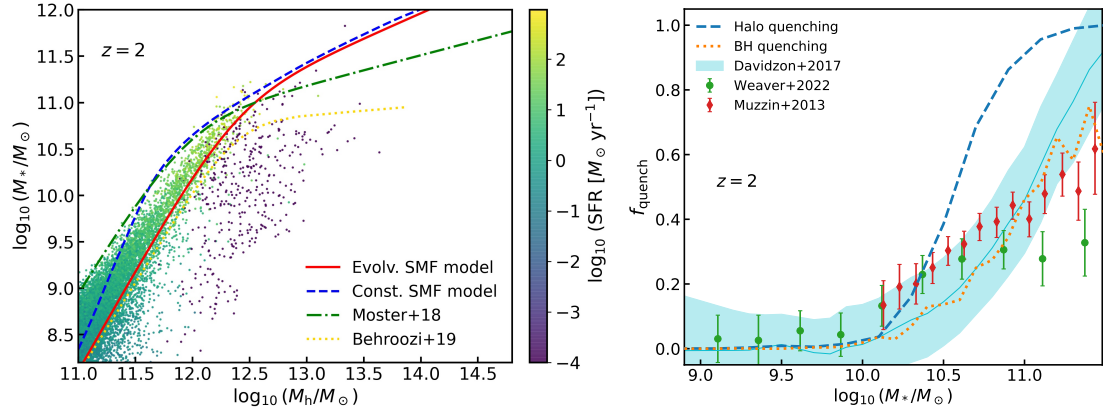 12.0
11.5
11.0
10.5
10.0
9.5
9.0
8.5
log₁₀ (M*/M⊙)
z = 2
Evolv. SMF model
Const. SMF model
Moster+18
Behroozi+19
11.0 11.5 12.0 12.5 13.0 13.5 14.0 14.5
log₁₀ (Mₕ/M⊙)
2
1
0
−1
−2
−3
−4
log₁₀ (SFR [M⊙ yr⁻¹])
1.0
0.8
0.6
0.4
0.2
0.0
f_quench
Halo quenching
BH quenching
Davidzon+2017
Weaver+2022
Muzzin+2013
z = 2
9.0 9.5 10.0 10.5 11.0
log₁₀ (M*/M⊙)